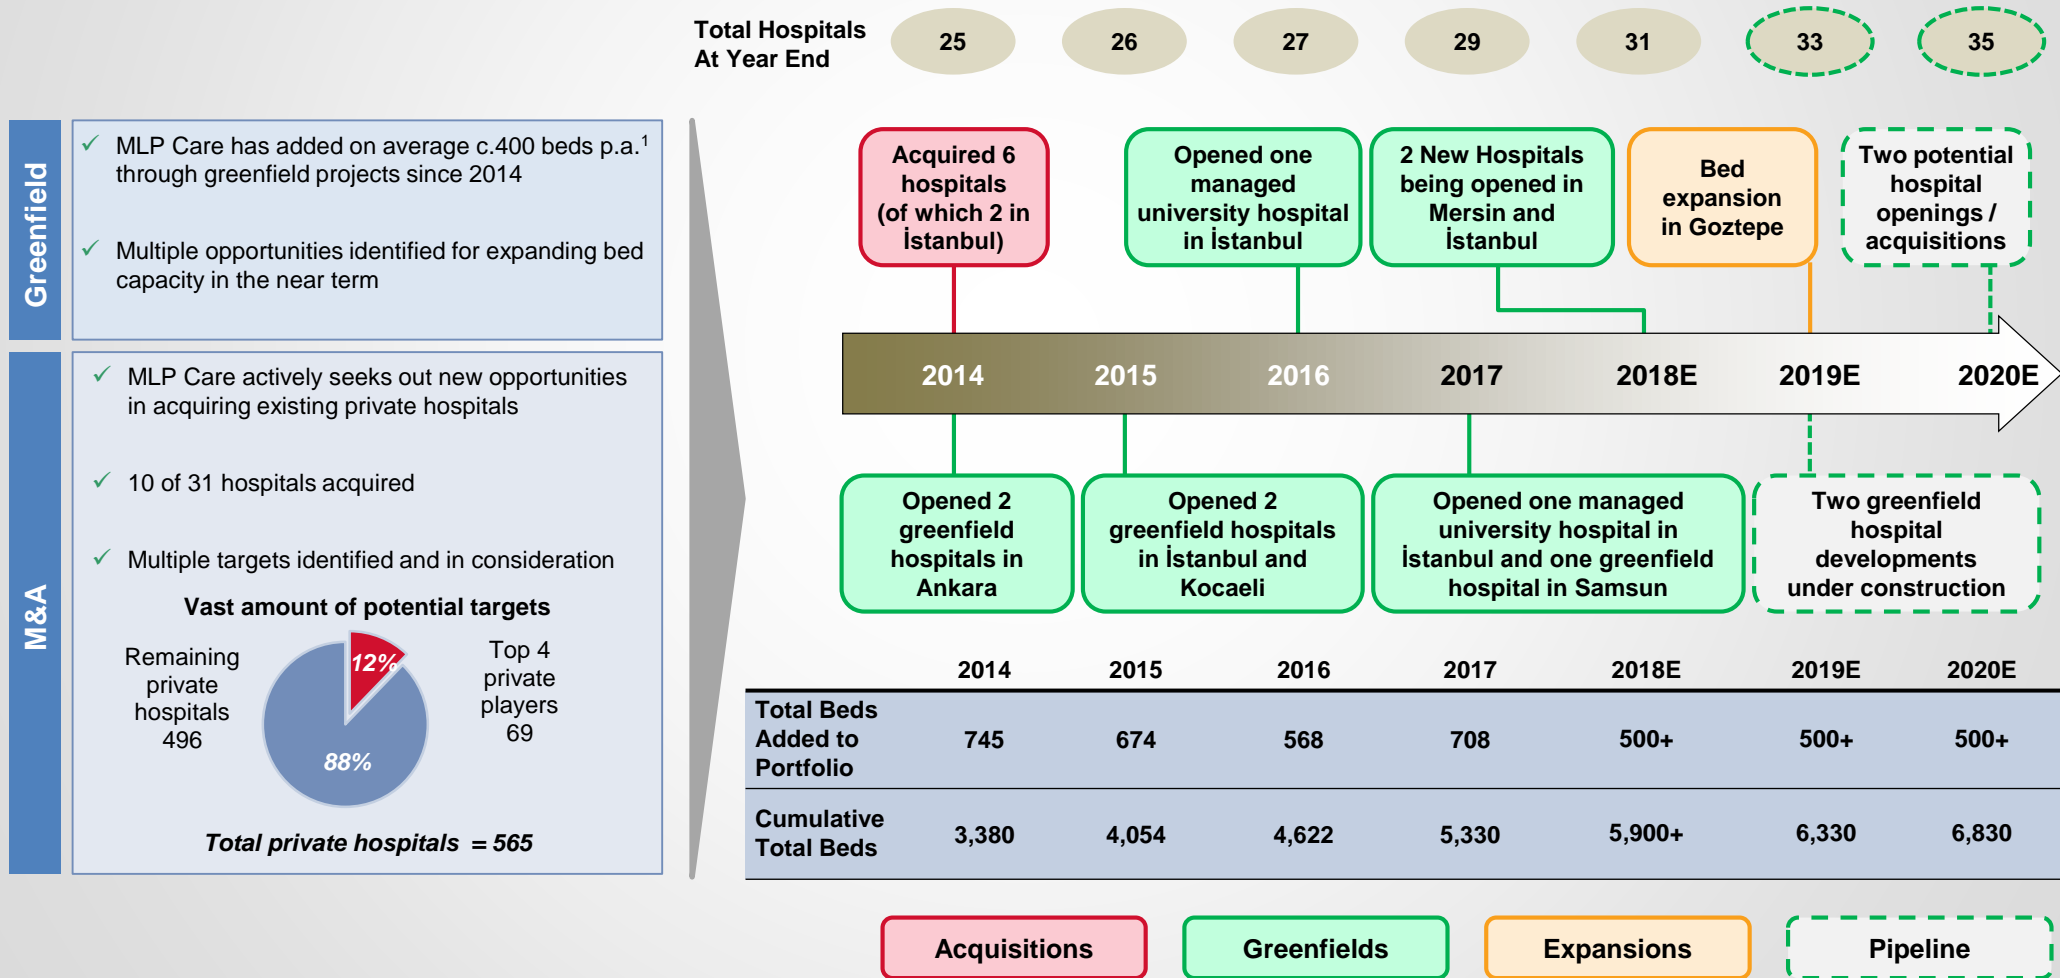 Total Hospitals
At Year End
25
26
27
29
31
33
35
Greenfield
✓ MLP Care has added on average c.400 beds p.a.1
through greenfield projects since 2014
✓ Multiple opportunities identified for expanding bed
capacity in the near term
M&A
✓ MLP Care actively seeks out new opportunities
in acquiring existing private hospitals
✓ 10 of 31 hospitals acquired
✓ Multiple targets identified and in consideration
Vast amount of potential targets
Remaining
private
hospitals
496
12%
88%
Top 4
private
players
69
Total private hospitals = 565
Acquired 6
hospitals
(of which 2 in
İstanbul)
Opened one
managed
university hospital
in İstanbul
2 New Hospitals
being opened in
Mersin and
İstanbul
Bed
expansion
in Goztepe
Two potential
hospital
openings /
acquisitions
2014
2015
2016
2017
2018E
2019E
2020E
Opened 2
greenfield
hospitals in
Ankara
Opened 2
greenfield hospitals
in İstanbul and
Kocaeli
Opened one managed
university hospital in
İstanbul and one greenfield
hospital in Samsun
Two greenfield
hospital
developments
under construction
2014 2015 2016 2017 2018E 2019E 2020E
Total Beds
Added to
Portfolio
745 674 568 708 500+ 500+ 500+
Cumulative
Total Beds
3,380 4,054 4,622 5,330 5,900+ 6,330 6,830
Acquisitions
Greenfields
Expansions
Pipeline